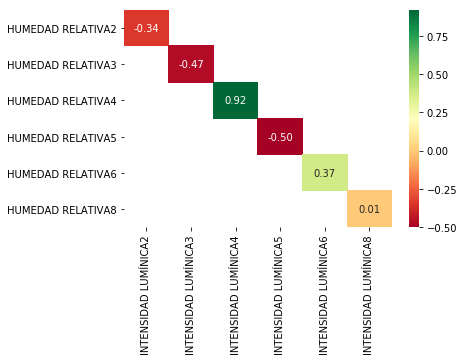 HUMEDAD RELATIVA2
-0.34
HUMEDAD RELATIVA3
-0.47
HUMEDAD RELATIVA4
0.92
HUMEDAD RELATIVA5
-0.50
HUMEDAD RELATIVA6
0.37
HUMEDAD RELATIVA8
0.01
INTENSIDAD LUMÍNICA2
INTENSIDAD LUMÍNICA3
INTENSIDAD LUMÍNICA4
INTENSIDAD LUMÍNICA5
INTENSIDAD LUMÍNICA6
INTENSIDAD LUMÍNICA8
0.75
0.50
0.25
0.00
−0.25
−0.50